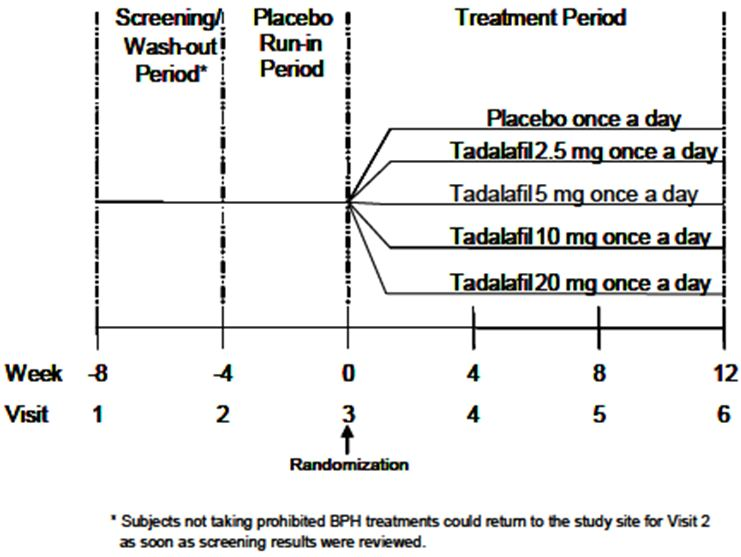 Screening/
Wash-out
Period*
Placebo
Run-in
Period
Treatment Period
Placebo once a day
Tadalafil 2.5 mg once a day
Tadalafil 5 mg once a day
Tadalafil 10 mg once a day
Tadalafil 20 mg once a day
Week -8 -4 0 4 8 12
Visit 1 2 3 4 5 6
Randomization
* Subjects not taking prohibited BPH treatments could return to the study site for Visit 2
as soon as screening results were reviewed.